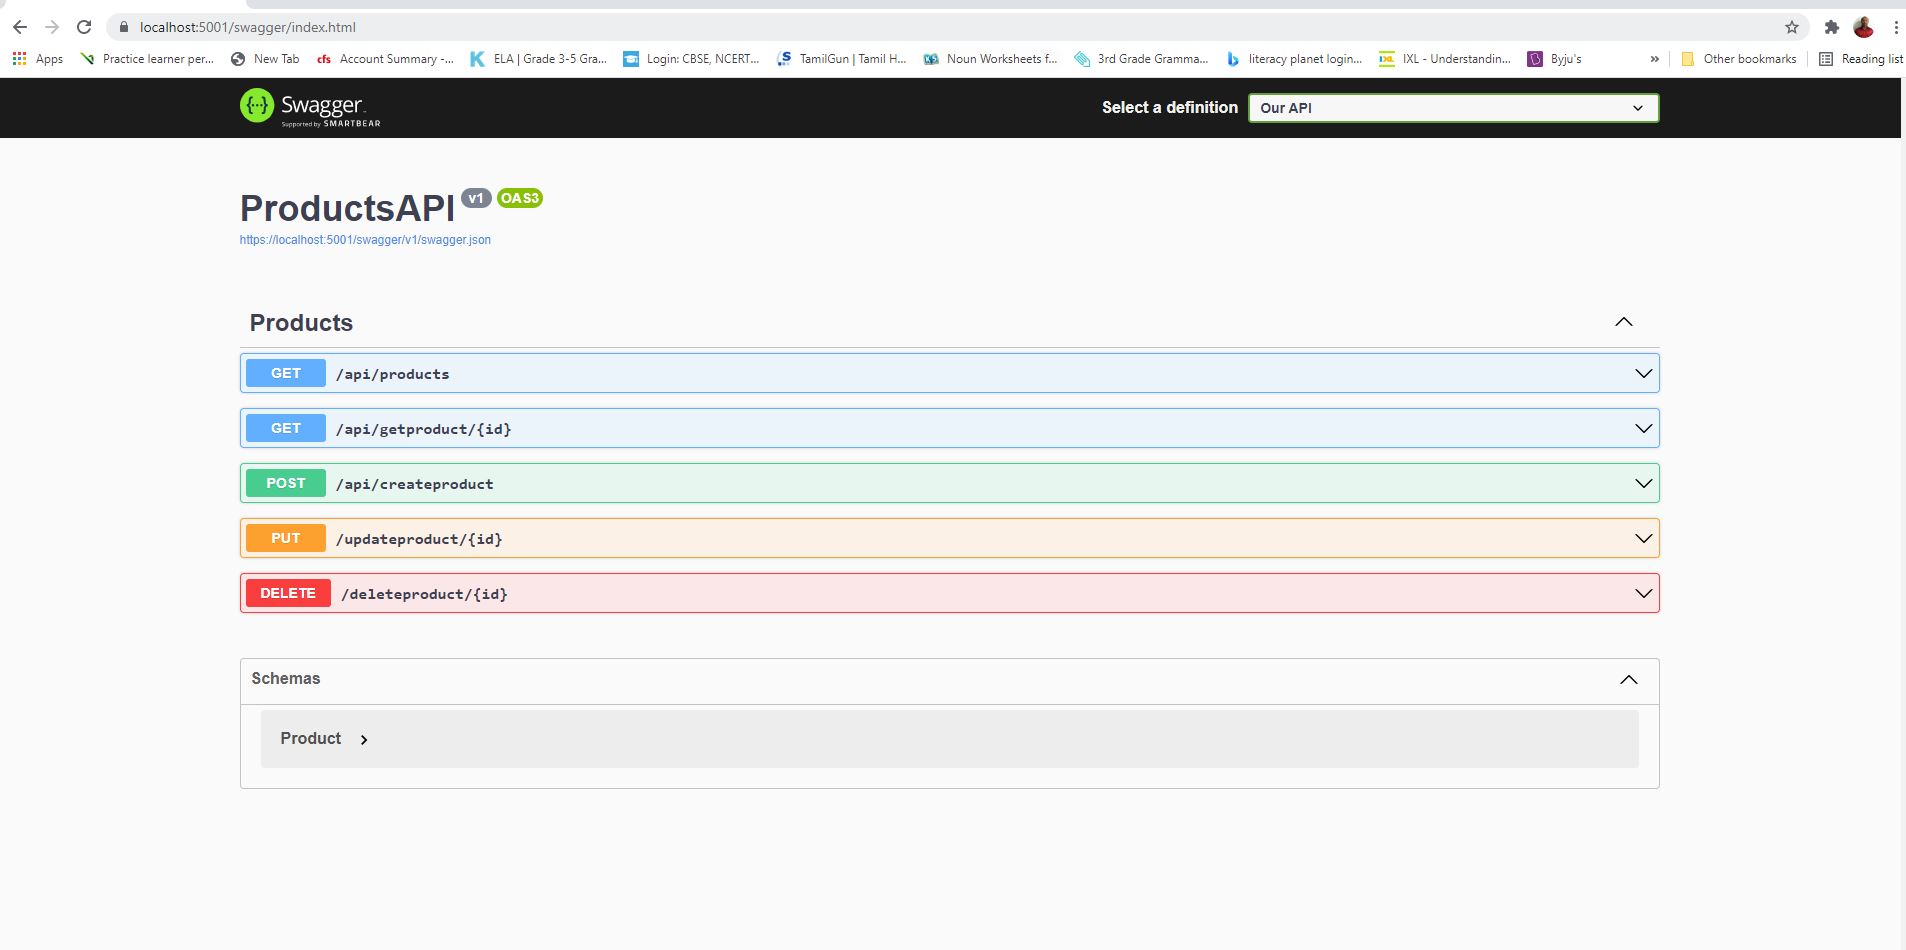 localhost:5001/swagger/index.html
Apps Practice learner per... New Tab cfs Account Summary -... K ELA | Grade 3-5 Gra... Login: CBSE, NCERT... S TamilGun | Tamil H... Noun Worksheets f... 3rd Grade Gramma... literacy planet login... IXL IXL - Understandin... B Byju's » Other bookmarks Reading list
{···} Swagger
Supported by SMARTBEAR
Select a definition Our API
ProductsAPI v1 OAS3
https://localhost:5001/swagger/v1/swagger.json
Products
GET /api/products
GET /api/getproduct/{id}
POST /api/createproduct
PUT /updateproduct/{id}
DELETE /deleteproduct/{id}
Schemas
Product